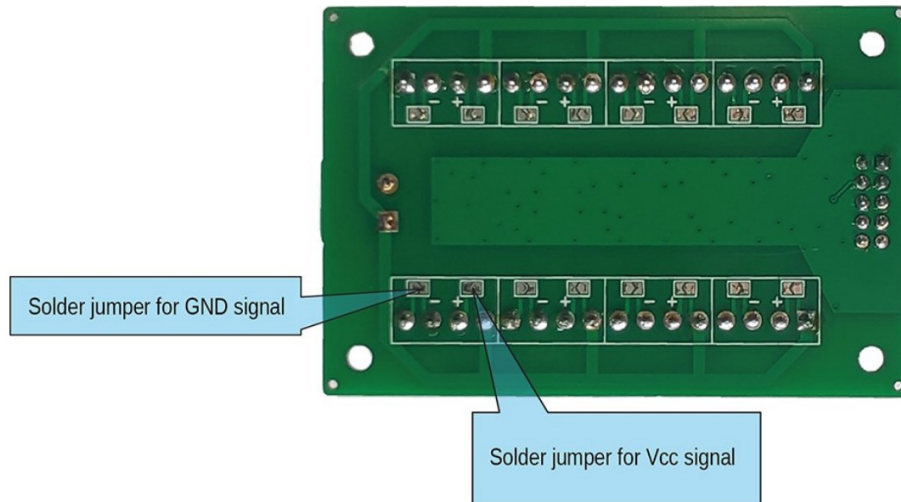 - + - + - + - +
- + - + - + - +
Solder jumper for GND signal
Solder jumper for Vcc signal